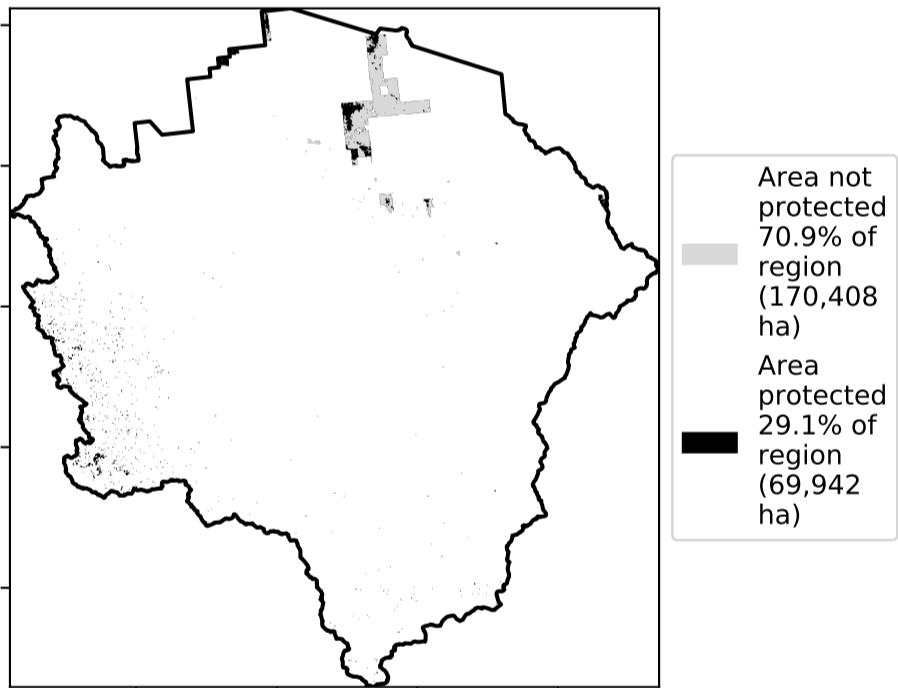 Area not
protected
70.9% of
region
(170,408
ha)
Area
protected
29.1% of
region
(69,942
ha)